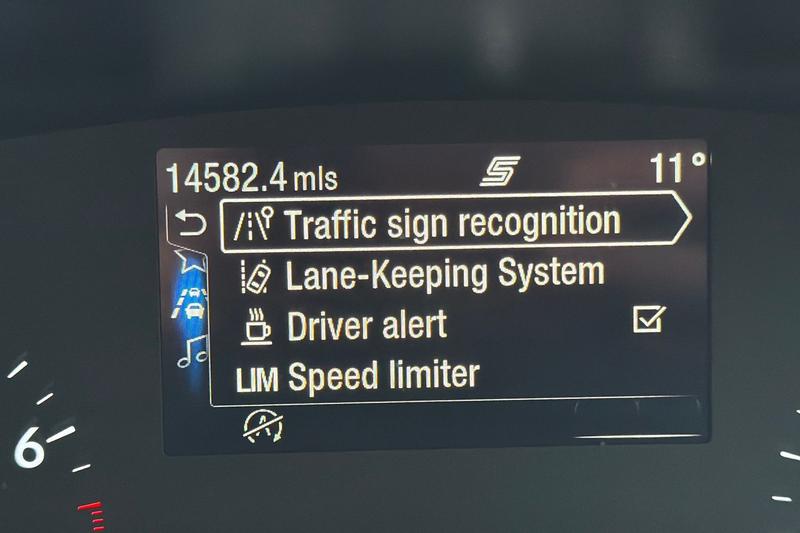 14582.4 mls S 11°
Traffic sign recognition
Lane-Keeping System
Driver alert
LIM Speed limiter
A
6